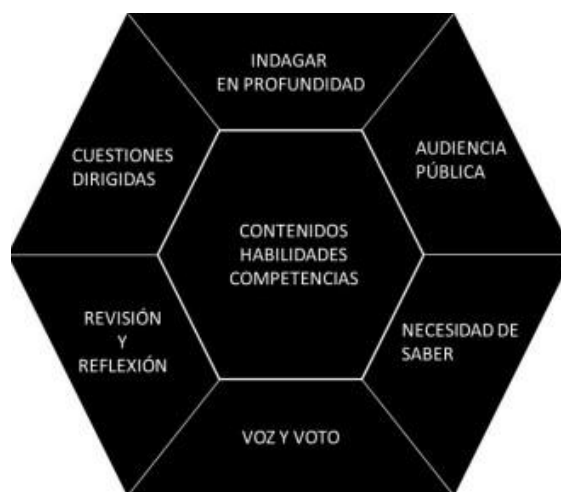 INDAGAR
EN PROFUNDIDAD
CUESTIONES
DIRIGIDAS
AUDIENCIA
PÚBLICA
CONTENIDOS
HABILIDADES
COMPETENCIAS
REVISIÓN
Y
REFLEXIÓN
NECESIDAD DE
SABER
VOZ Y VOTO